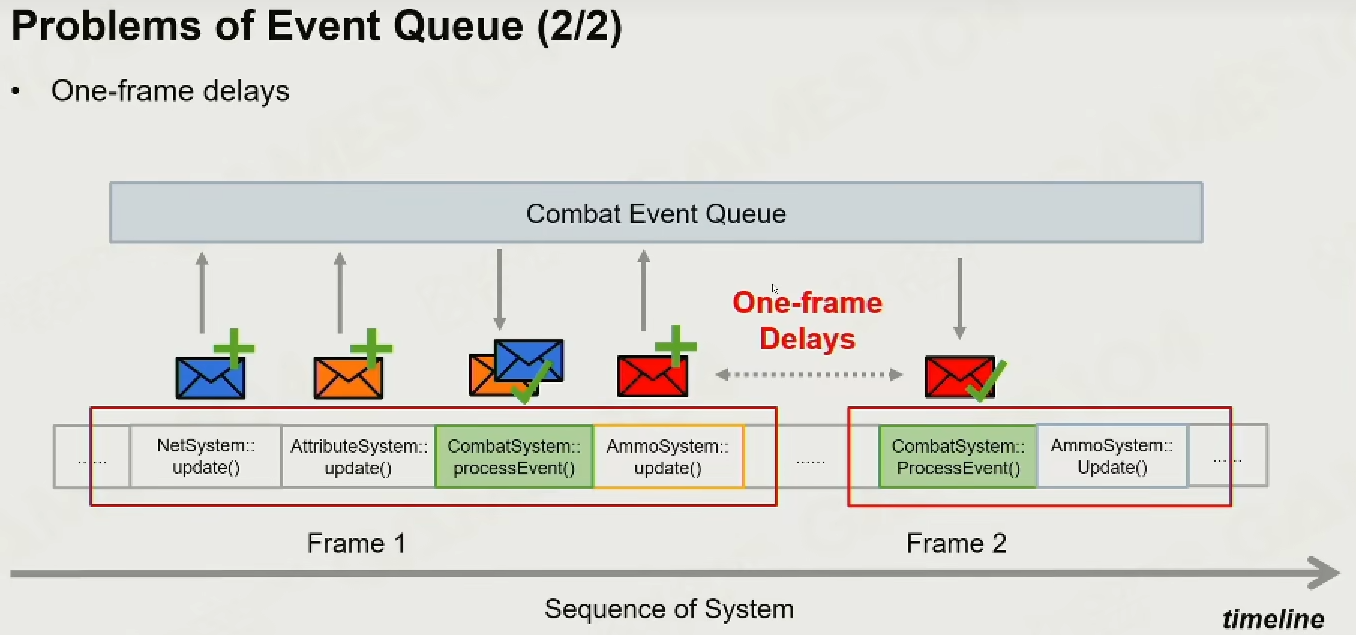 Problems of Event Queue (2/2)
• One-frame delays
Combat Event Queue
One-frame
Delays
......
NetSystem::
update()
AttributeSystem::
update()
CombatSystem::
processEvent()
AmmoSystem::
update()
......
CombatSystem::
ProcessEvent()
AmmoSystem::
Update()
......
Frame 1
Frame 2
Sequence of System
timeline